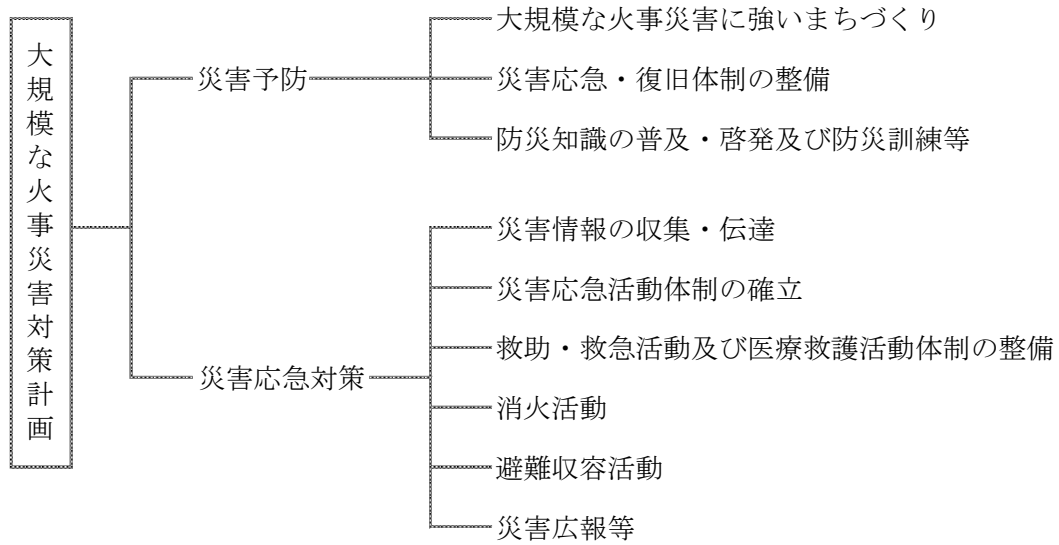 大規模な火事災害対策計画
災害予防
大規模な火事災害に強いまちづくり
災害応急・復旧体制の整備
防災知識の普及・啓発及び防災訓練等
災害応急対策
災害情報の収集・伝達
災害応急活動体制の確立
救助・救急活動及び医療救護活動体制の整備
消火活動
避難収容活動
災害広報等